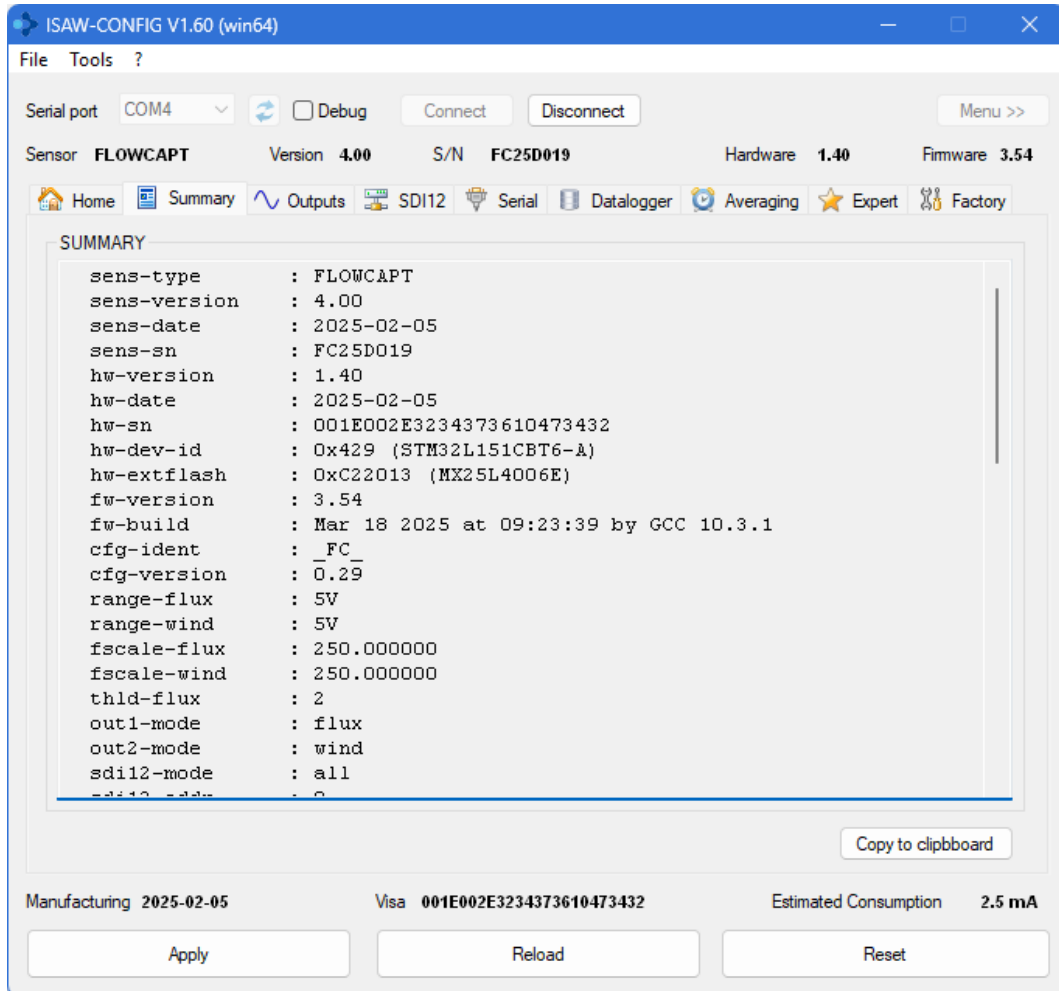 ISAW-CONFIG V1.60 (win64)
File Tools ?
Serial port COM4 Debug Connect Disconnect Menu >>
Sensor FLOWCAPT Version 4.00 S/N FC25D019 Hardware 1.40 Firmware 3.54
Home Summary Outputs SDI12 Serial Datalogger Averaging Expert Factory
SUMMARY
sens-type : FLOWCAPT
sens-version : 4.00
sens-date : 2025-02-05
sens-sn : FC25D019
hw-version : 1.40
hw-date : 2025-02-05
hw-sn : 001E002E3234373610473432
hw-dev-id : 0x429 (STM32L151CBT6-A)
hw-extflash : 0xC22013 (MX25L4006E)
fw-version : 3.54
fw-build : Mar 18 2025 at 09:23:39 by GCC 10.3.1
cfg-ident : _FC_
cfg-version : 0.29
range-flux : 5V
range-wind : 5V
fscale-flux : 250.000000
fscale-wind : 250.000000
thld-flux : 2
out1-mode : flux
out2-mode : wind
sdi12-mode : all
Copy to clipbboard
Manufacturing 2025-02-05 Visa 001E002E3234373610473432 Estimated Consumption 2.5 mA
Apply Reload Reset